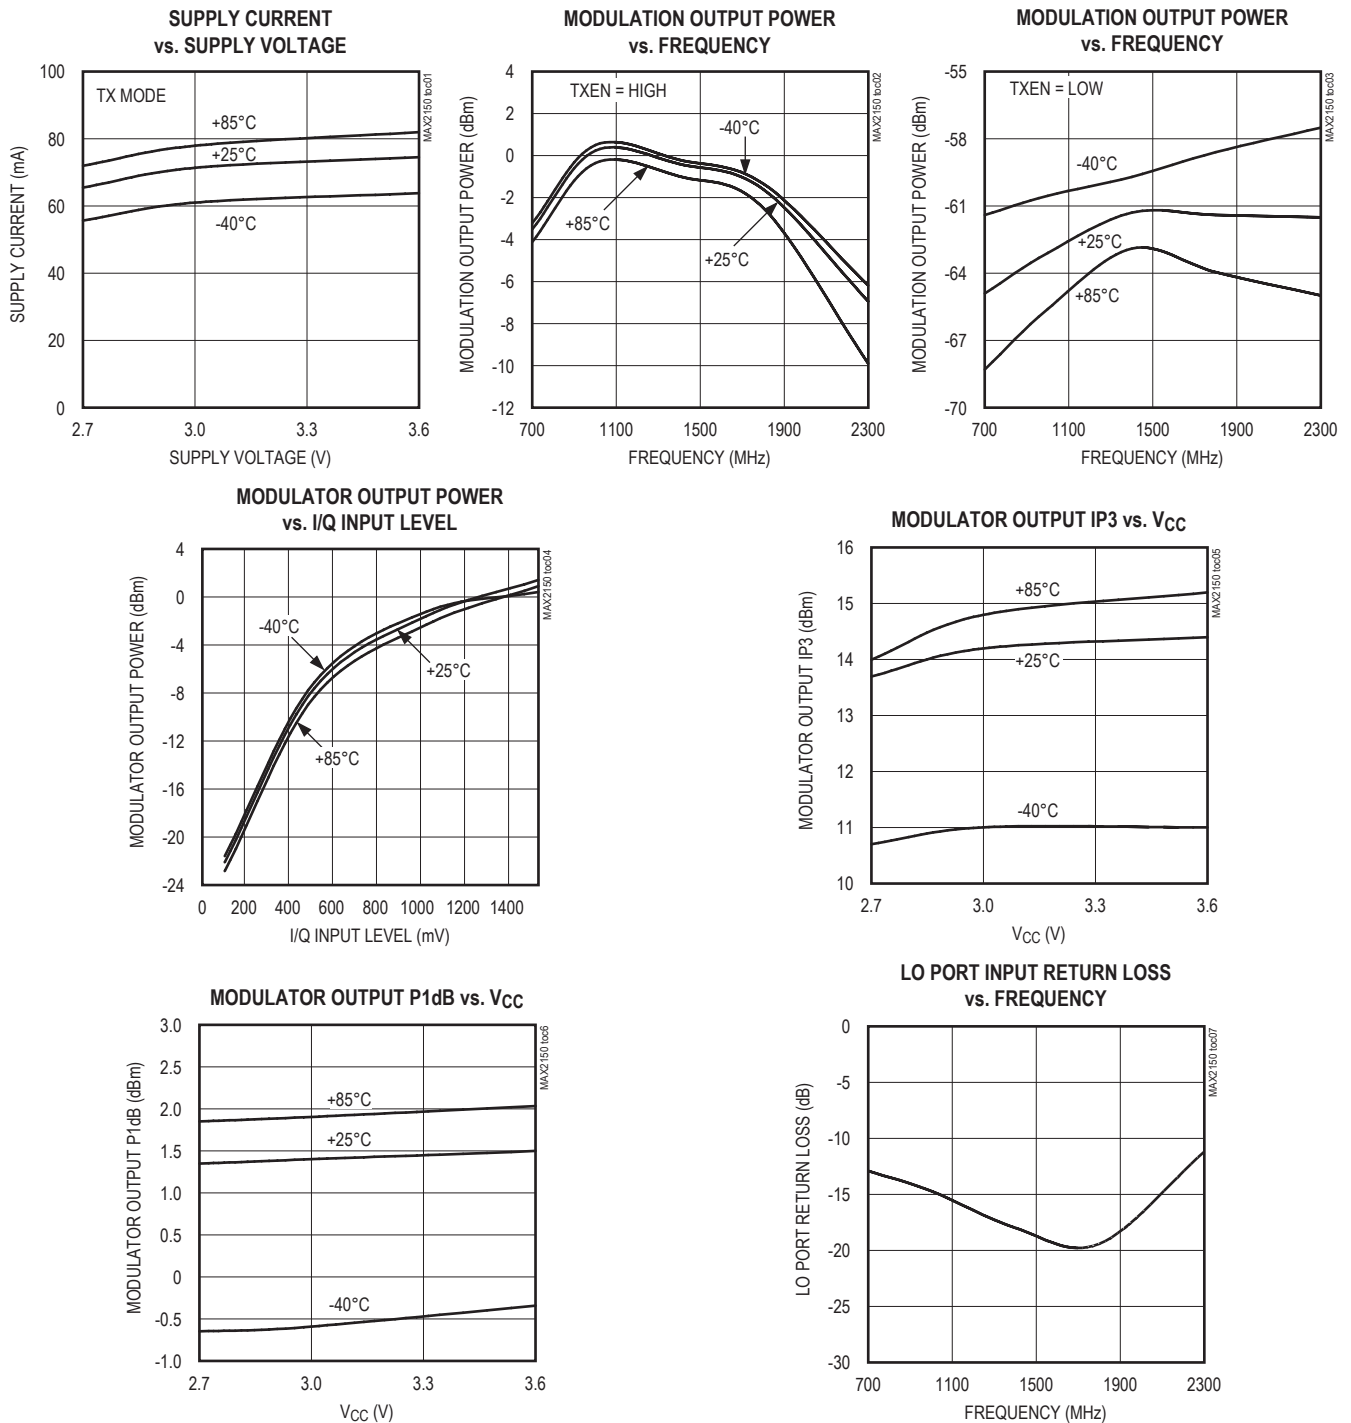 SUPPLY CURRENT
vs. SUPPLY VOLTAGE
100
80
60
40
20
0
SUPPLY CURRENT (mA)
TX MODE
+85°C
+25°C
-40°C
MAX2150 toc01
2.7
3.0
3.3
3.6
SUPPLY VOLTAGE (V)
MODULATION OUTPUT POWER
vs. FREQUENCY
4
2
0
-2
-4
-6
-8
-10
-12
MODULATION OUTPUT POWER (dBm)
TXEN = HIGH
-40°C
+85°C
+25°C
MAX2150 toc02
700
1100
1500
1900
2300
FREQUENCY (MHz)
MODULATION OUTPUT POWER
vs. FREQUENCY
-55
-58
-61
-64
-67
-70
MODULATION OUTPUT POWER (dBm)
TXEN = LOW
-40°C
+25°C
+85°C
MAX2150 toc03
700
1100
1500
1900
2300
FREQUENCY (MHz)
MODULATOR OUTPUT POWER
vs. I/Q INPUT LEVEL
4
0
-4
-8
-12
-16
-20
-24
MODULATOR OUTPUT POWER (dBm)
-40°C
+25°C
+85°C
MAX2150 toc04
0
200
400
600
800
1000
1200
1400
I/Q INPUT LEVEL (mV)
MODULATOR OUTPUT IP3 vs. VCC
16
15
14
13
12
11
10
MODULATOR OUTPUT IP3 (dBm)
+85°C
+25°C
-40°C
MAX2150 toc05
2.7
3.0
3.3
3.6
VCC (V)
MODULATOR OUTPUT P1dB vs. VCC
3.0
2.5
2.0
1.5
1.0
0.5
0
-0.5
-1.0
MODULATOR OUTPUT P1dB (dBm)
+85°C
+25°C
-40°C
MAX2150 toc6
2.7
3.0
3.3
3.6
VCC (V)
LO PORT INPUT RETURN LOSS
vs. FREQUENCY
0
-5
-10
-15
-20
-25
-30
LO PORT RETURN LOSS (dB)
MAX2150 toc07
700
1100
1500
1900
2300
FREQUENCY (MHz)